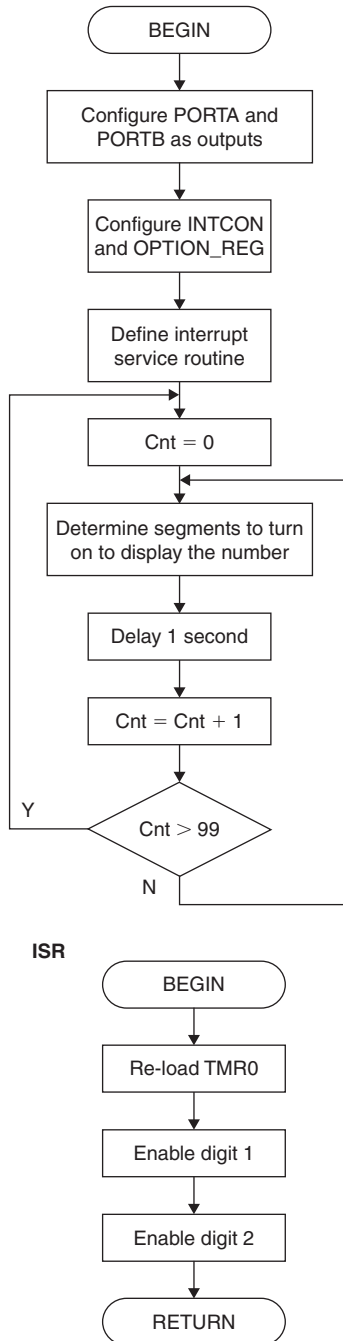 BEGIN
Configure PORTA and
PORTB as outputs
Configure INTCON
and OPTION_REG
Define interrupt
service routine
Cnt = 0
Determine segments to turn
on to display the number
Delay 1 second
Cnt = Cnt + 1
Cnt > 99
Y
N
ISR
BEGIN
Re-load TMR0
Enable digit 1
Enable digit 2
RETURN